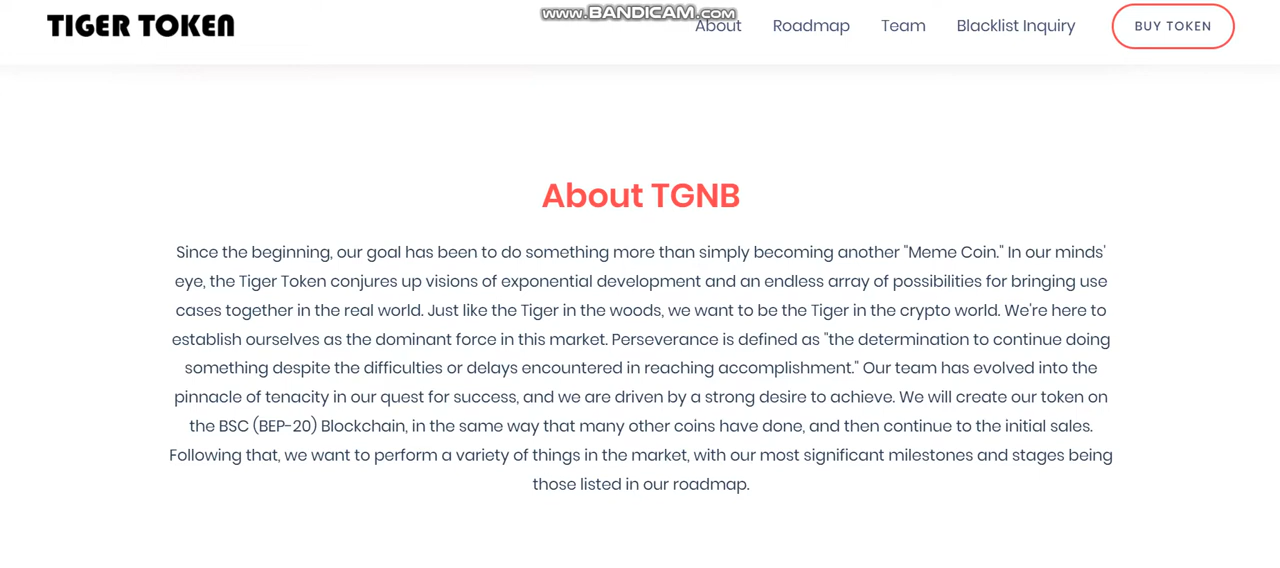 www.BANDICAM.com
TIGER TOKEN
About Roadmap Team Blacklist Inquiry BUY TOKEN
About TGNB
Since the beginning, our goal has been to do something more than simply becoming another "Meme Coin." In our minds'
eye, the Tiger Token conjures up visions of exponential development and an endless array of possibilities for bringing use
cases together in the real world. Just like the Tiger in the woods, we want to be the Tiger in the crypto world. We're here to
establish ourselves as the dominant force in this market. Perseverance is defined as "the determination to continue doing
something despite the difficulties or delays encountered in reaching accomplishment." Our team has evolved into the
pinnacle of tenacity in our quest for success, and we are driven by a strong desire to achieve. We will create our token on
the BSC (BEP-20) Blockchain, in the same way that many other coins have done, and then continue to the initial sales.
Following that, we want to perform a variety of things in the market, with our most significant milestones and stages being
those listed in our roadmap.